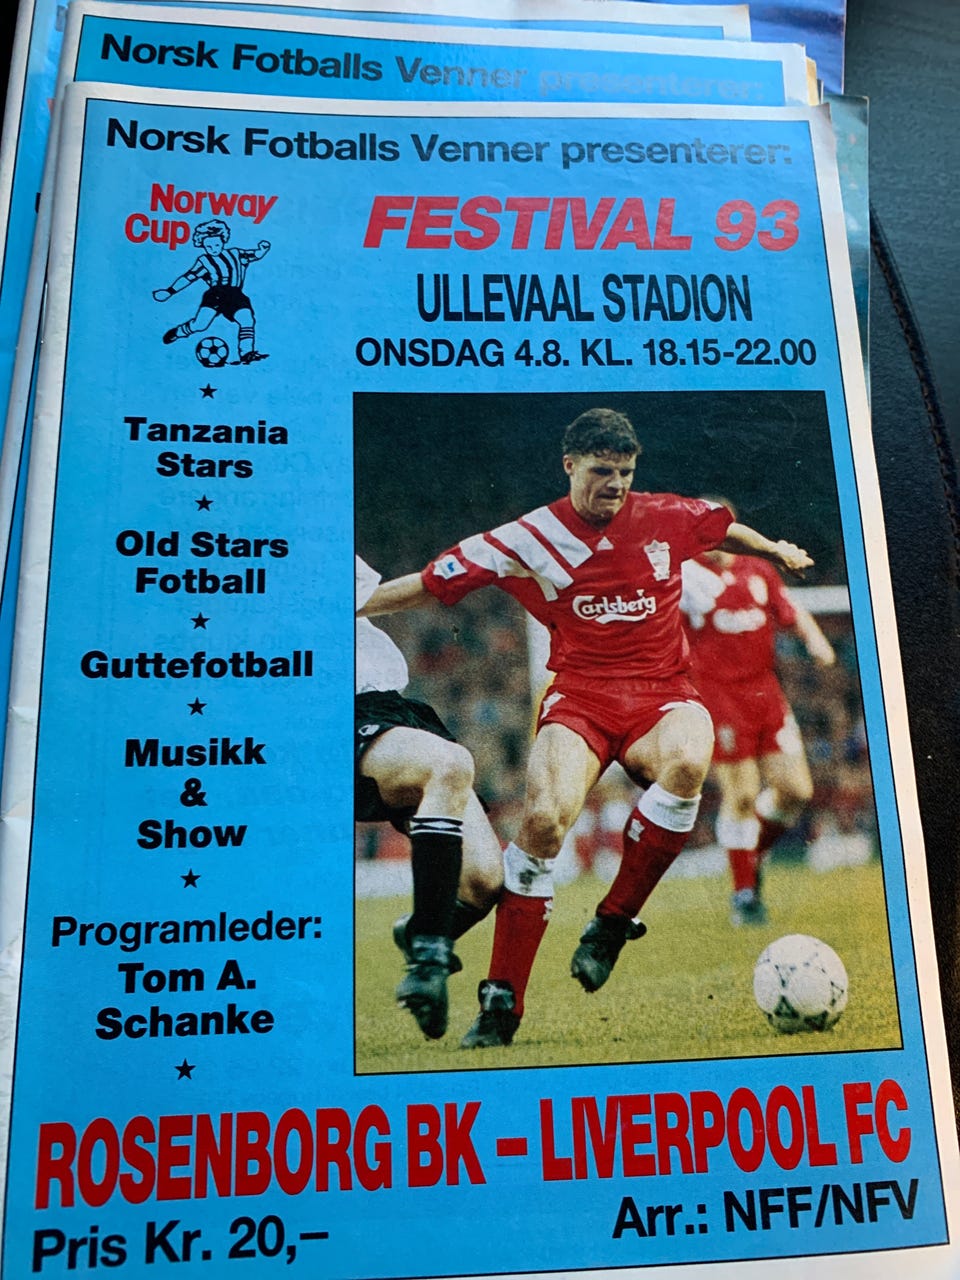 Norsk Fotballs Venner presenterer:
Norsk Fotballs Venner presenterer:
Norway
Cup
FESTIVAL 93
ULLEVAAL STADION
ONSDAG 4.8. KL. 18.15-22.00
Tanzania
Stars
Old Stars
Fotball
Guttefotball
Musikk
&
Show
Programleder:
Tom A.
Schanke
Carlsberg
ROSENBORG BK – LIVERPOOL FC
Pris Kr. 20,–
Arr.: NFF/NFV